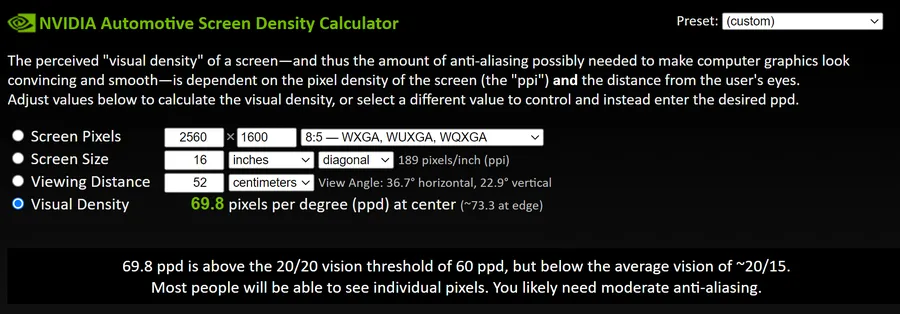 NVIDIA Automotive Screen Density Calculator
Preset: (custom)
The perceived "visual density" of a screen—and thus the amount of anti-aliasing possibly needed to make computer graphics look
convincing and smooth—is dependent on the pixel density of the screen (the "ppi") and the distance from the user's eyes.
Adjust values below to calculate the visual density, or select a different value to control and instead enter the desired ppd.
Screen Pixels 2560 × 1600 8:5 — WXGA, WUXGA, WQXGA
Screen Size 16 inches diagonal 189 pixels/inch (ppi)
Viewing Distance 52 centimeters View Angle: 36.7° horizontal, 22.9° vertical
Visual Density 69.8 pixels per degree (ppd) at center (~73.3 at edge)
69.8 ppd is above the 20/20 vision threshold of 60 ppd, but below the average vision of ~20/15.
Most people will be able to see individual pixels. You likely need moderate anti-aliasing.